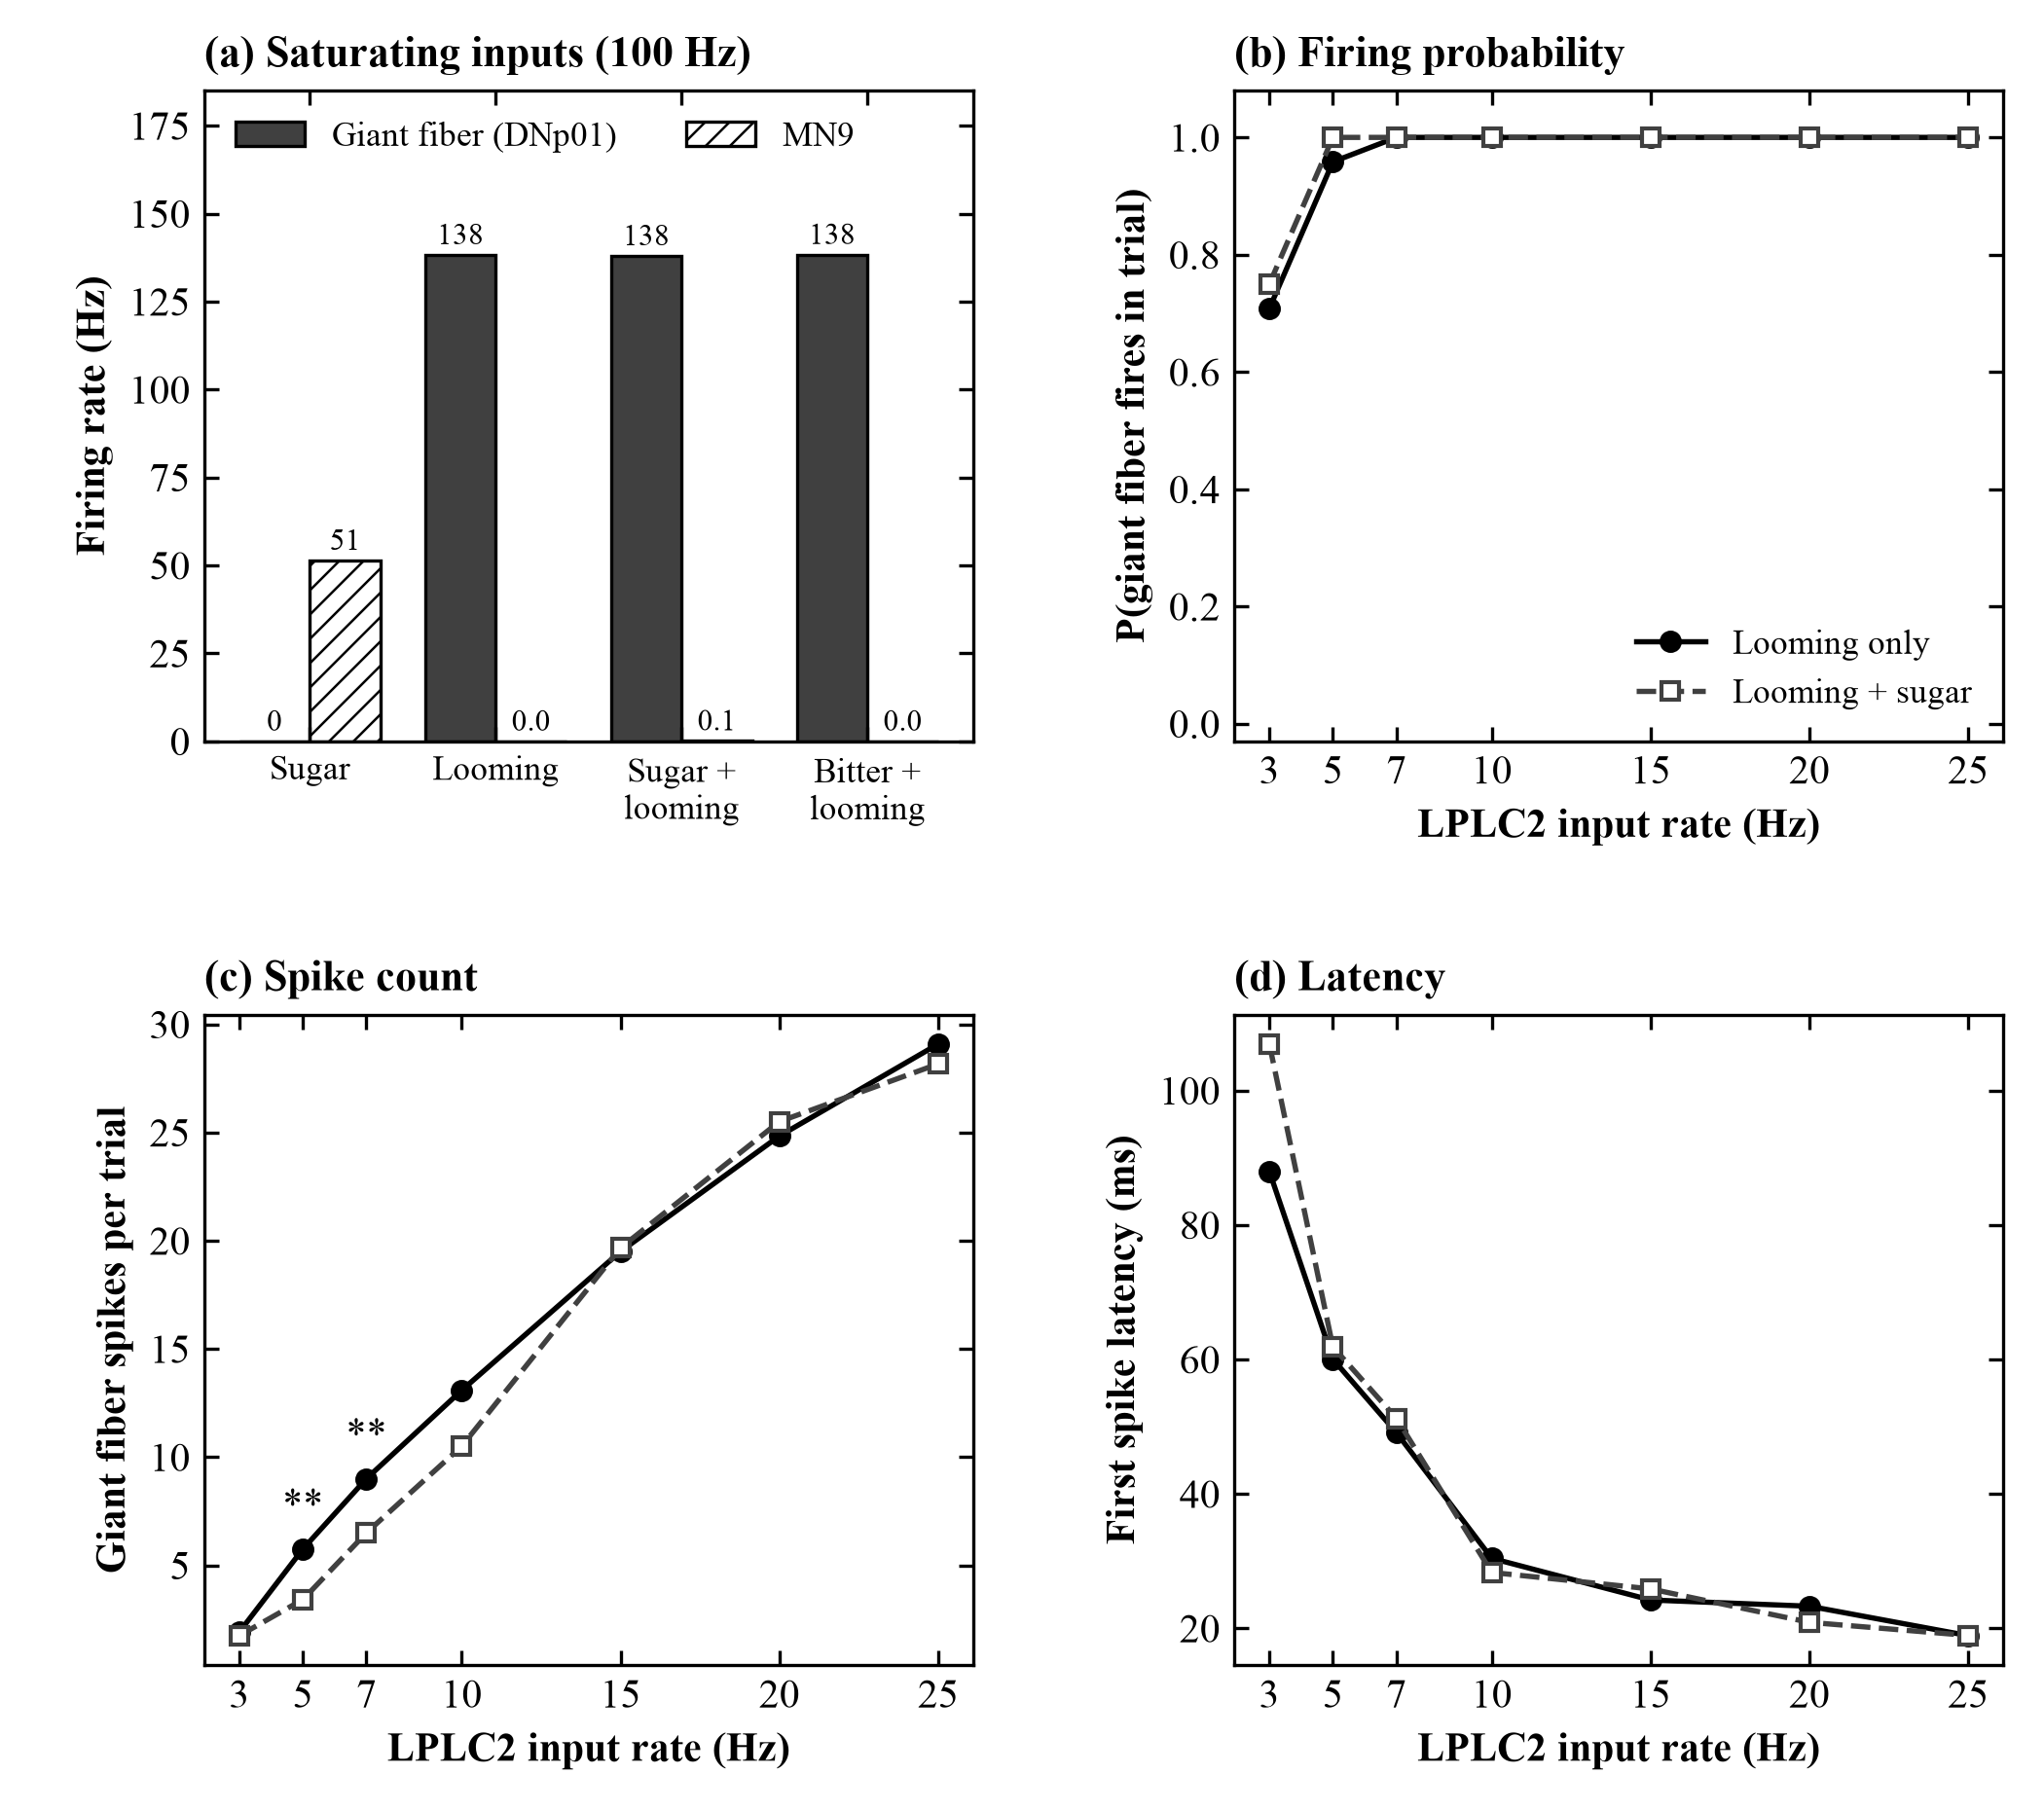 (a) Saturating inputs (100 Hz)
Giant fiber (DNp01)
MN9
Firing rate (Hz)
175
150
125
100
75
50
25
0
0
51
138
0.0
138
0.1
138
0.0
Sugar
Looming
Sugar +
looming
Bitter +
looming
(b) Firing probability
P(giant fiber fires in trial)
1.0
0.8
0.6
0.4
0.2
0.0
Looming only
Looming + sugar
3 5 7 10 15 20 25
LPLC2 input rate (Hz)
(c) Spike count
Giant fiber spikes per trial
30
25
20
15
10
5
**
**
3 5 7 10 15 20 25
LPLC2 input rate (Hz)
(d) Latency
First spike latency (ms)
100
80
60
40
20
3 5 7 10 15 20 25
LPLC2 input rate (Hz)